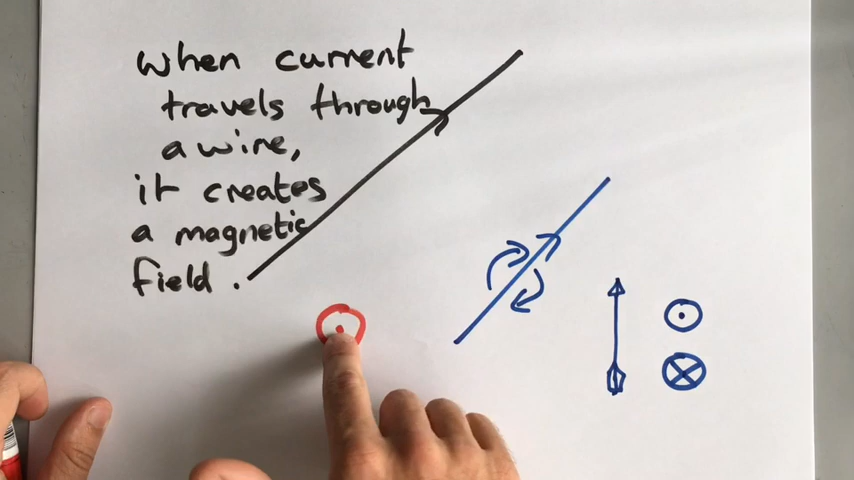 when current
travels through
a wire,
it creates
a magnetic
field.